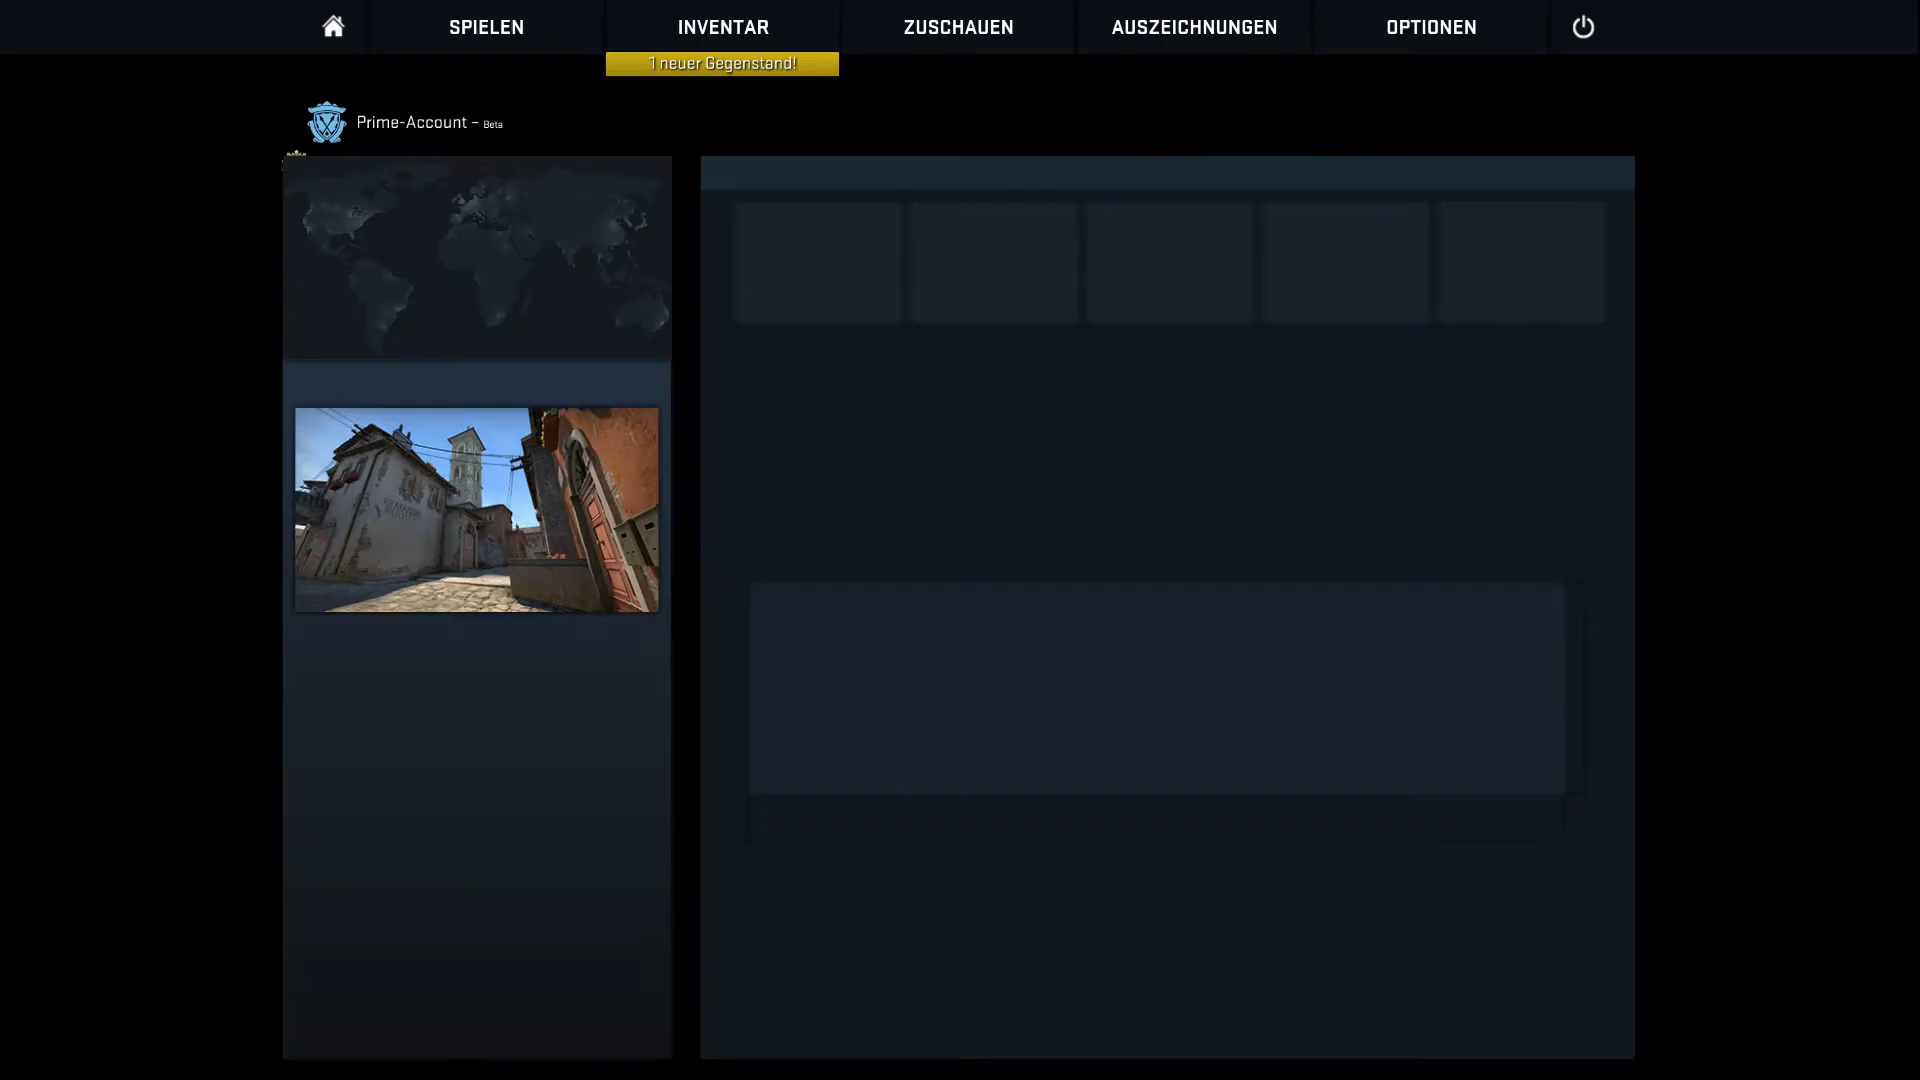 SPIELEN
INVENTAR
ZUSCHAUEN
AUSZEICHNUNGEN
OPTIONEN
1 neuer Gegenstand!
Prime-Account – Beta